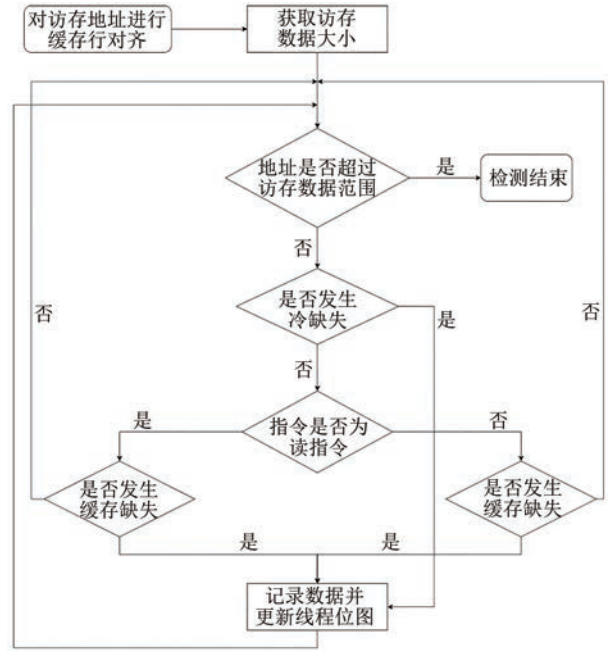 对访存地址进行
缓存行对齐
获取访存
数据大小
地址是否超过
访存数据范围
是
检测结束
否
是否发生
冷缺失
是
否
否
否
指令是否为
读指令
是
否
是否发生
缓存缺失
是否发生
缓存缺失
是
是
记录数据并
更新线程位图